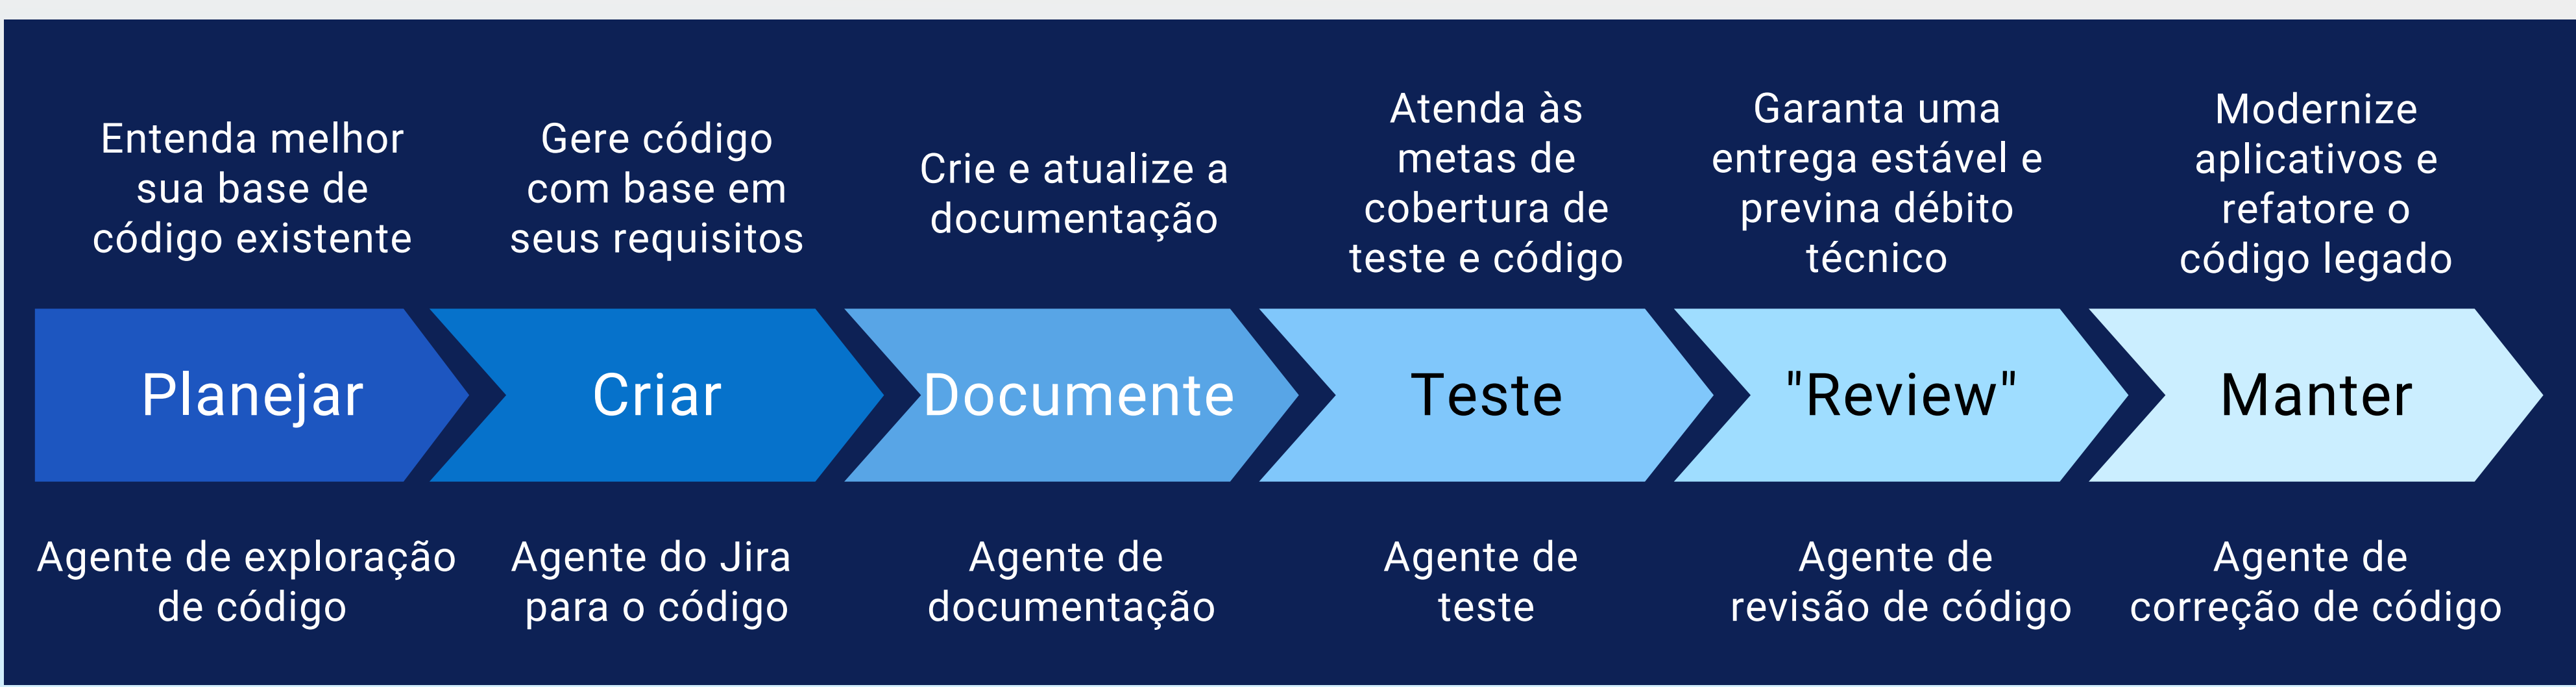 Entenda melhor
sua base de
código existente
Gere código
com base em
seus requisitos
Crie e atualize a
documentação
Atenda às
metas de
cobertura de
teste e código
Garanta uma
entrega estável e
previna débito
técnico
Modernize
aplicativos e
refatore o
código legado
Planejar
Criar
Documente
Teste
"Review"
Manter
Agente de exploração
de código
Agente do Jira
para o código
Agente de
documentação
Agente de
teste
Agente de
revisão de código
Agente de
correção de código